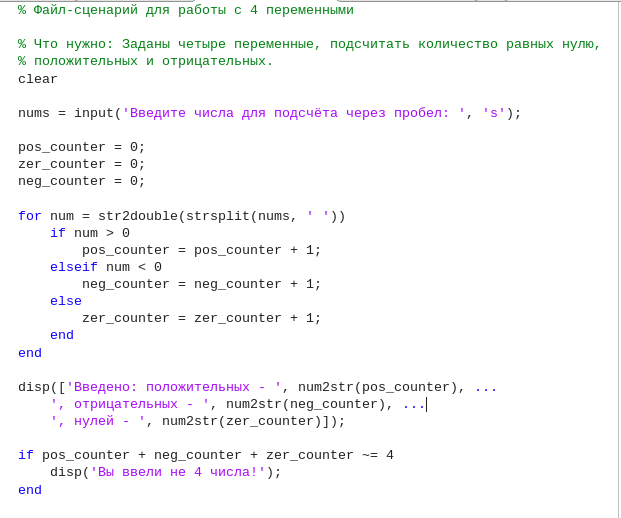 % Файл-сценарий для работы с 4 переменными
% Что нужно: Заданы четыре переменные, подсчитать количество равных нулю,
% положительных и отрицательных.
clear
nums = input('Введите числа для подсчёта через пробел: ', 's');
pos_counter = 0;
zer_counter = 0;
neg_counter = 0;
for num = str2double(strsplit(nums, ' '))
if num > 0
pos_counter = pos_counter + 1;
elseif num < 0
neg_counter = neg_counter + 1;
else
zer_counter = zer_counter + 1;
end
end
disp(['Введено: положительных - ', num2str(pos_counter), ...
', отрицательных - ', num2str(neg_counter), ...
', нулей - ', num2str(zer_counter)]);
if pos_counter + neg_counter + zer_counter ~= 4
disp('Вы ввели не 4 числа!');
end